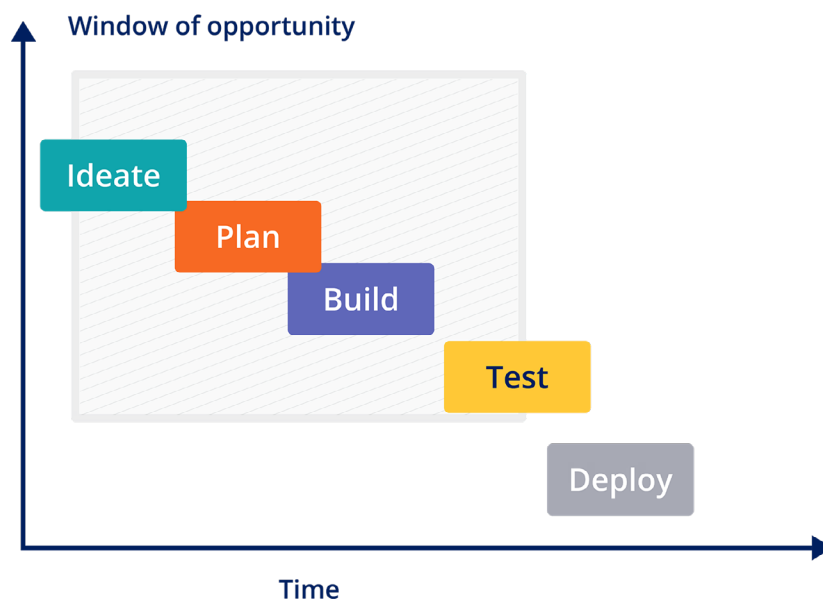 Window of opportunity
Ideate
Plan
Build
Test
Deploy
Time